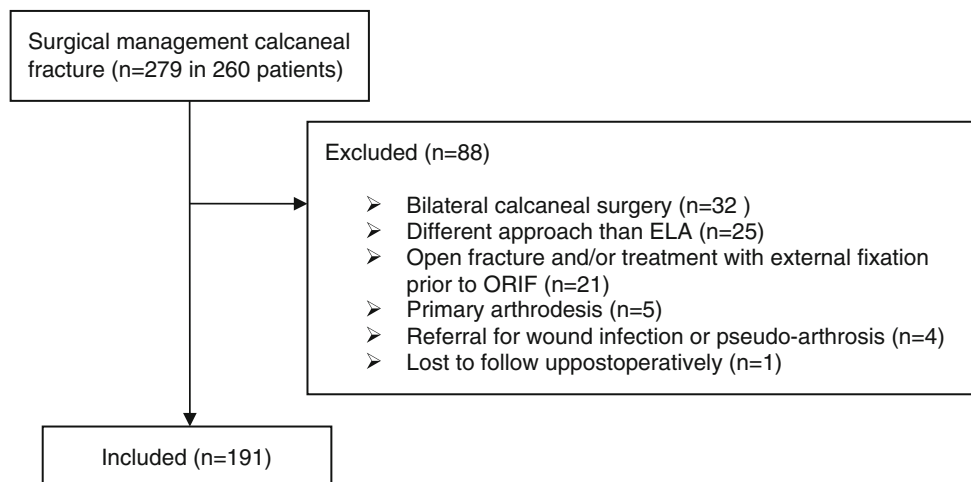 Surgical management calcaneal
fracture (n=279 in 260 patients)
Excluded (n=88)
➢ Bilateral calcaneal surgery (n=32 )
➢ Different approach than ELA (n=25)
➢ Open fracture and/or treatment with external fixation
prior to ORIF (n=21)
➢ Primary arthrodesis (n=5)
➢ Referral for wound infection or pseudo-arthrosis (n=4)
➢ Lost to follow uppostoperatively (n=1)
Included (n=191)